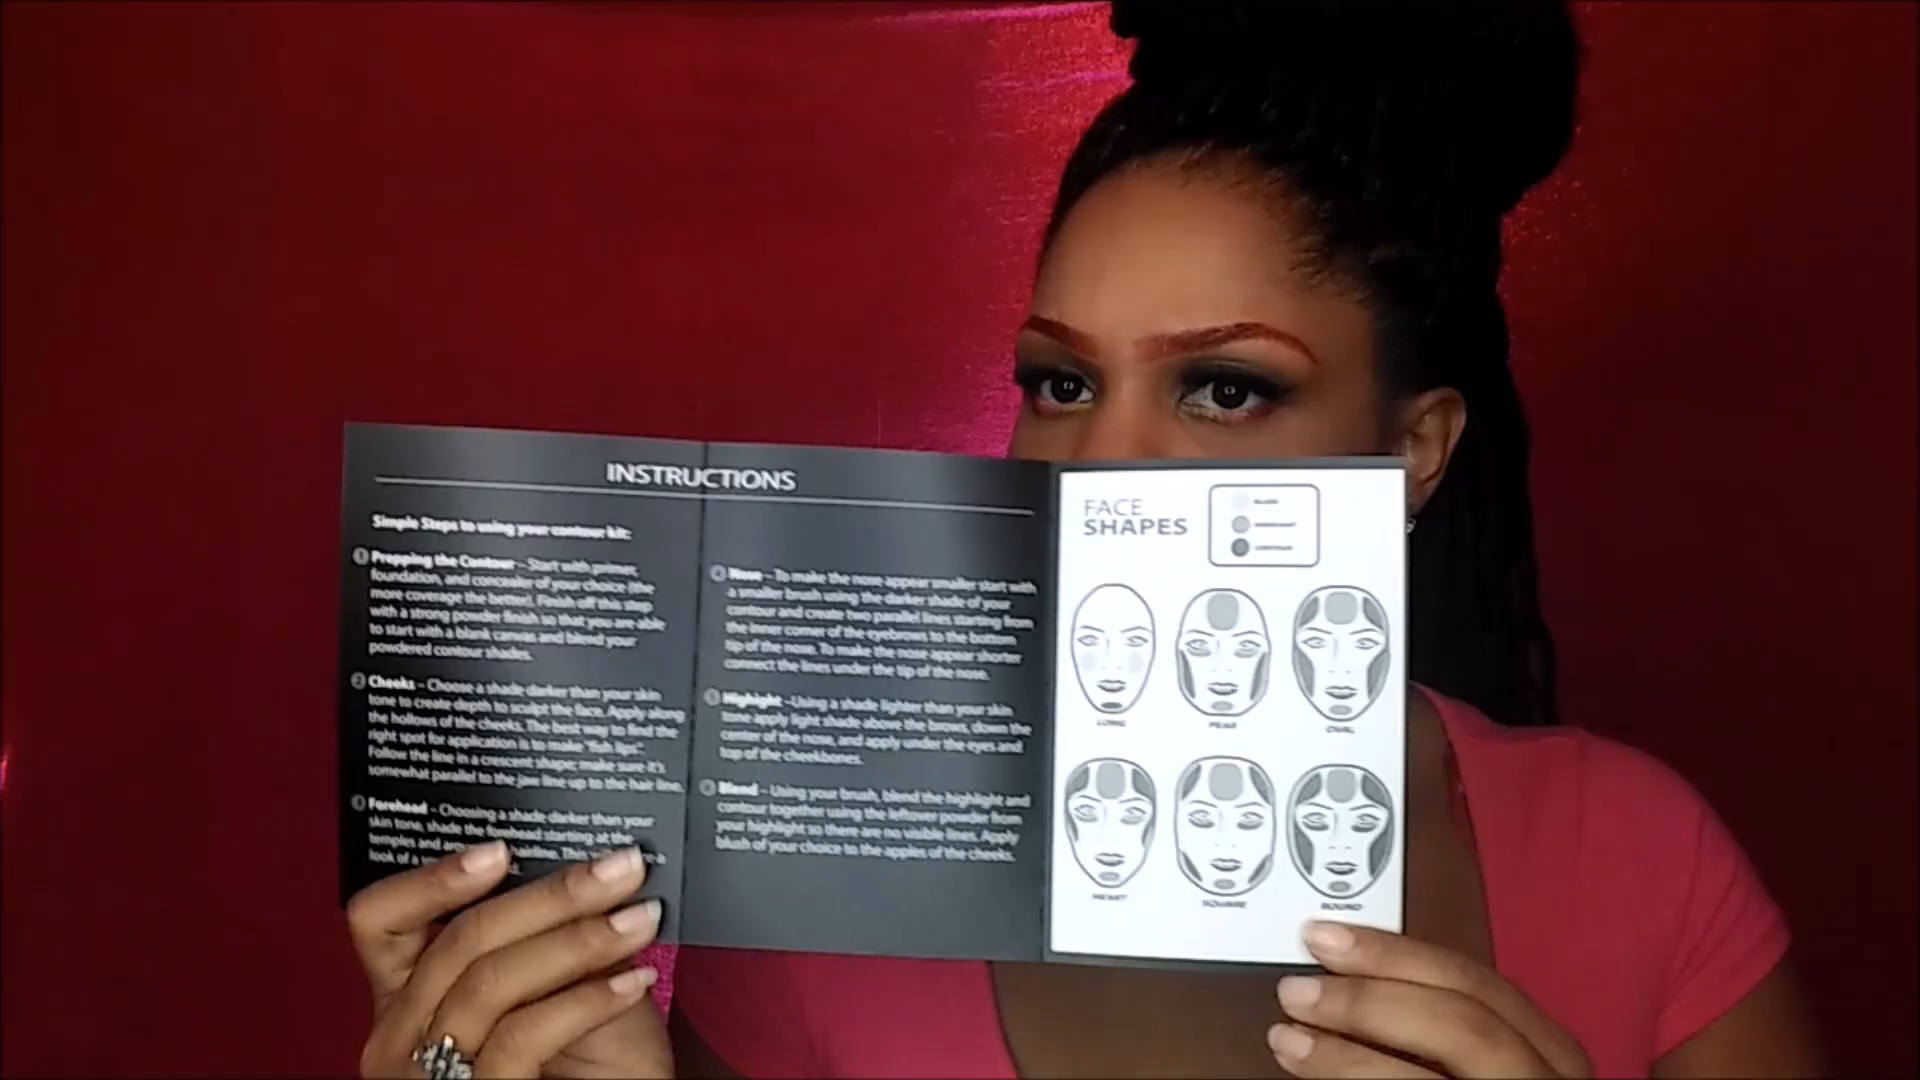 INSTRUCTIONS
Simple Steps to using your contour kit:
1 Prepping the Contour – Start with primer,
foundation, and concealer of your choice (the
more coverage the better). Finish off this step
with a strong powder finish so that you are able
to start with a blank canvas and blend your
powdered contour shades.
2 Cheeks – Choose a shade darker than your skin
tone to create depth to sculpt the face. Apply along
the hollows of the cheeks. The best way to find the
right spot for application is to make "fish lips".
Follow the line in a crescent shape; make sure it's
somewhat parallel to the jaw line up to the hair line.
3 Forehead – Choosing a shade darker than your
skin tone, shade the forehead starting at the
temples and hairline. This a
look of a
4 Nose – To make the nose appear smaller start with
a smaller brush using the darker shade of your
contour and create two parallel lines starting from
the inner corner of the eyebrows to the bottom
tip of the nose. To make the nose appear shorter
connect the lines under the tip of the nose.
5 Highlight –Using a shade lighter than your skin
tone apply light shade above the brows, down the
center of the nose, and apply under the eyes and
top of the cheekbones.
6 Blend – Using your brush, blend the highlight and
contour together using the leftover powder from
your highlight so there are no visible lines. Apply
blush of your choice to the apples of the cheeks.
FACE
SHAPES
BLUSH
HIGHLIGHT
CONTOUR
LONG
PEAR
OVAL
HEART
SQUARE
ROUND